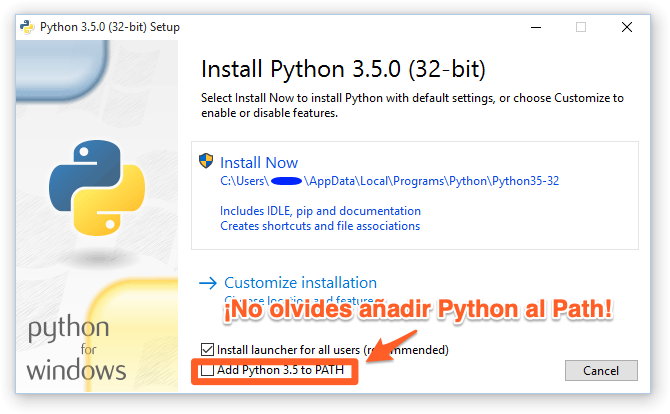 Python 3.5.0 (32-bit) Setup
Install Python 3.5.0 (32-bit)
Select Install Now to install Python with default settings, or choose Customize to
enable or disable features.
Install Now
C:\Users\ \AppData\Local\Programs\Python\Python35-32
Includes IDLE, pip and documentation
Creates shortcuts and file associations
Customize installation
Choose location and features
¡No olvides añadir Python al Path!
python
for
windows
Install launcher for all users (recommended)
Add Python 3.5 to PATH
Cancel